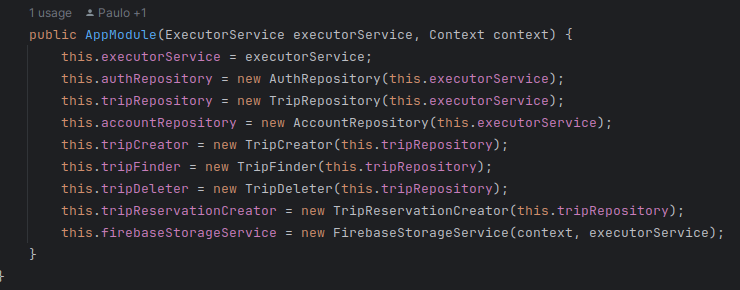 1 usage Paulo +1
public AppModule(ExecutorService executorService, Context context) {
this.executorService = executorService;
this.authRepository = new AuthRepository(this.executorService);
this.tripRepository = new TripRepository(this.executorService);
this.accountRepository = new AccountRepository(this.executorService);
this.tripCreator = new TripCreator(this.tripRepository);
this.tripFinder = new TripFinder(this.tripRepository);
this.tripDeleter = new TripDeleter(this.tripRepository);
this.tripReservationCreator = new TripReservationCreator(this.tripRepository);
this.firebaseStorageService = new FirebaseStorageService(context, executorService);
}
}